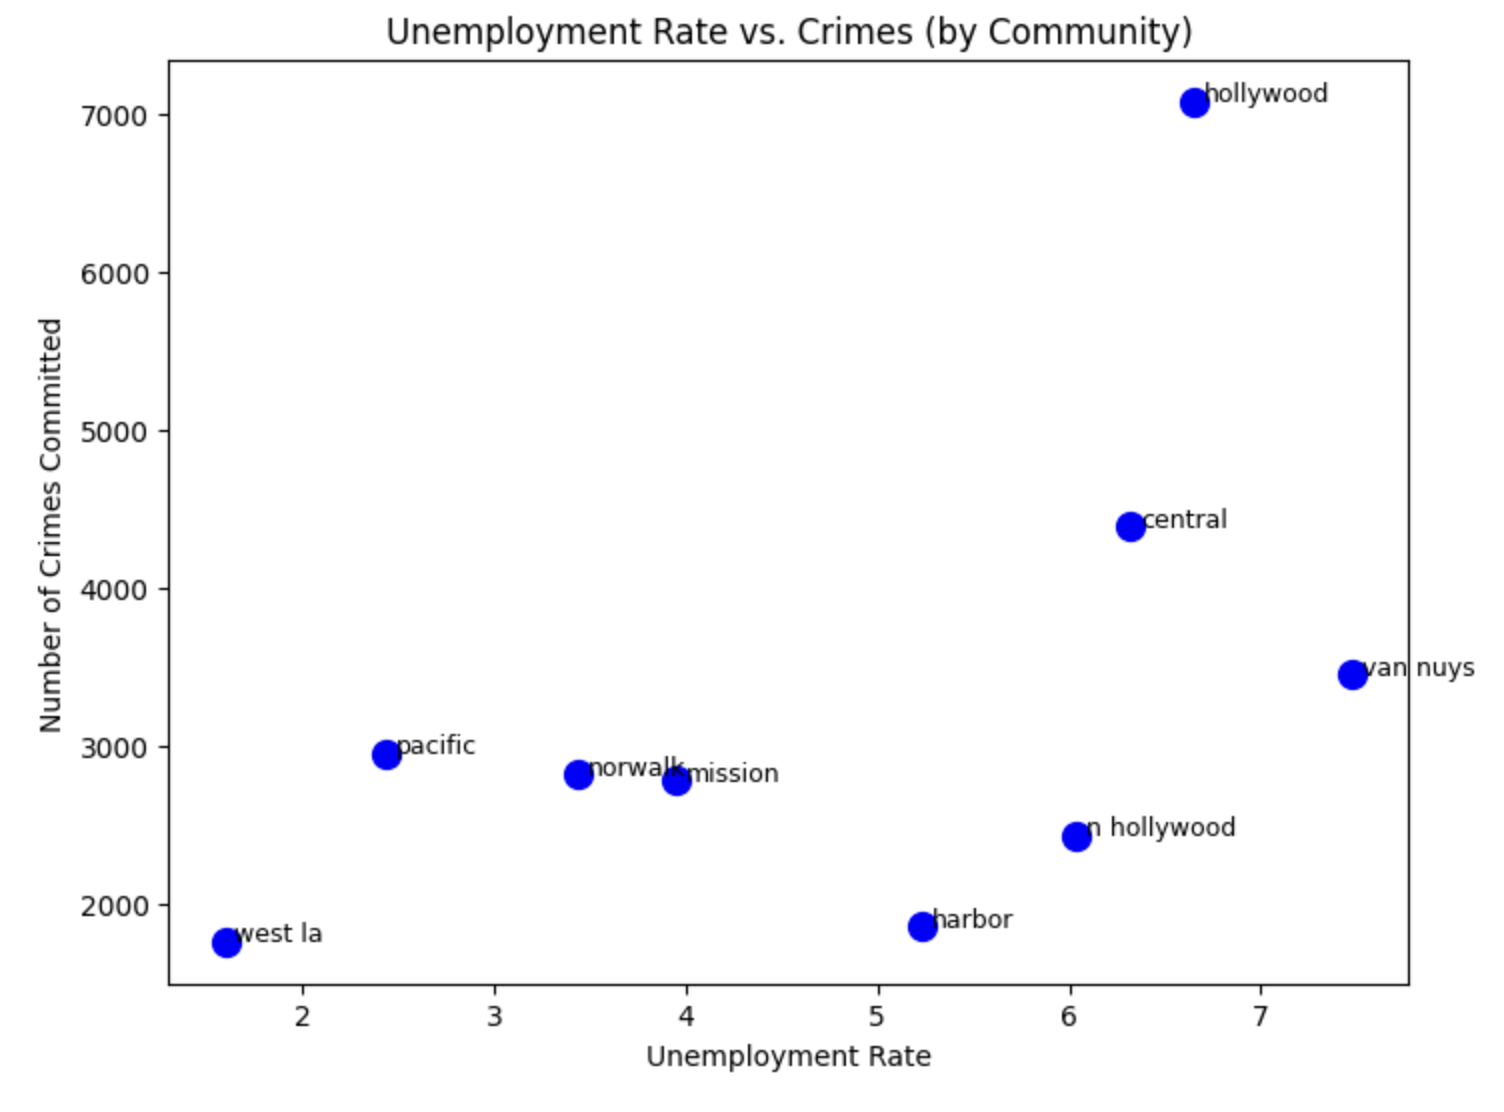 Unemployment Rate vs. Crimes (by Community)
hollywood
7000
6000
5000
central
4000
van nuys
3000
pacific
norwalk
mission
n hollywood
2000
harbor
west la
Number of Crimes Committed
2 3 4 5 6 7
Unemployment Rate